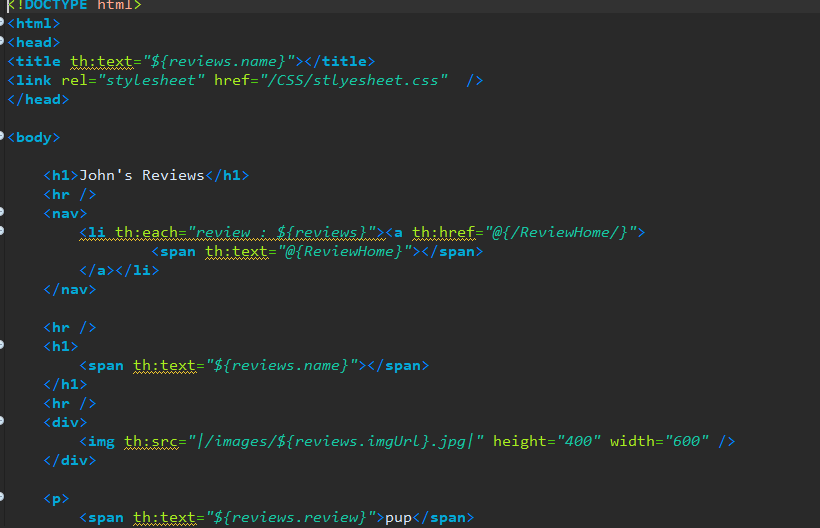 <!DOCTYPE html>
<html>
<head>
<title th:text="${reviews.name}"></title>
<link rel="stylesheet" href="/CSS/stlyesheet.css"  />
</head>
<body>
<h1>John's Reviews</h1>
<hr />
<nav>
<li th:each="review : ${reviews}"><a th:href="@{/ReviewHome/}">
<span th:text="@{ReviewHome}"></span>
</a></li>
</nav>
<hr />
<h1>
<span th:text="${reviews.name}"></span>
</h1>
<hr />
<div>
<img th:src="|/images/${reviews.imgUrl}.jpg|" height="400" width="600" />
</div>
<p>
<span th:text="${reviews.review}">pup</span>